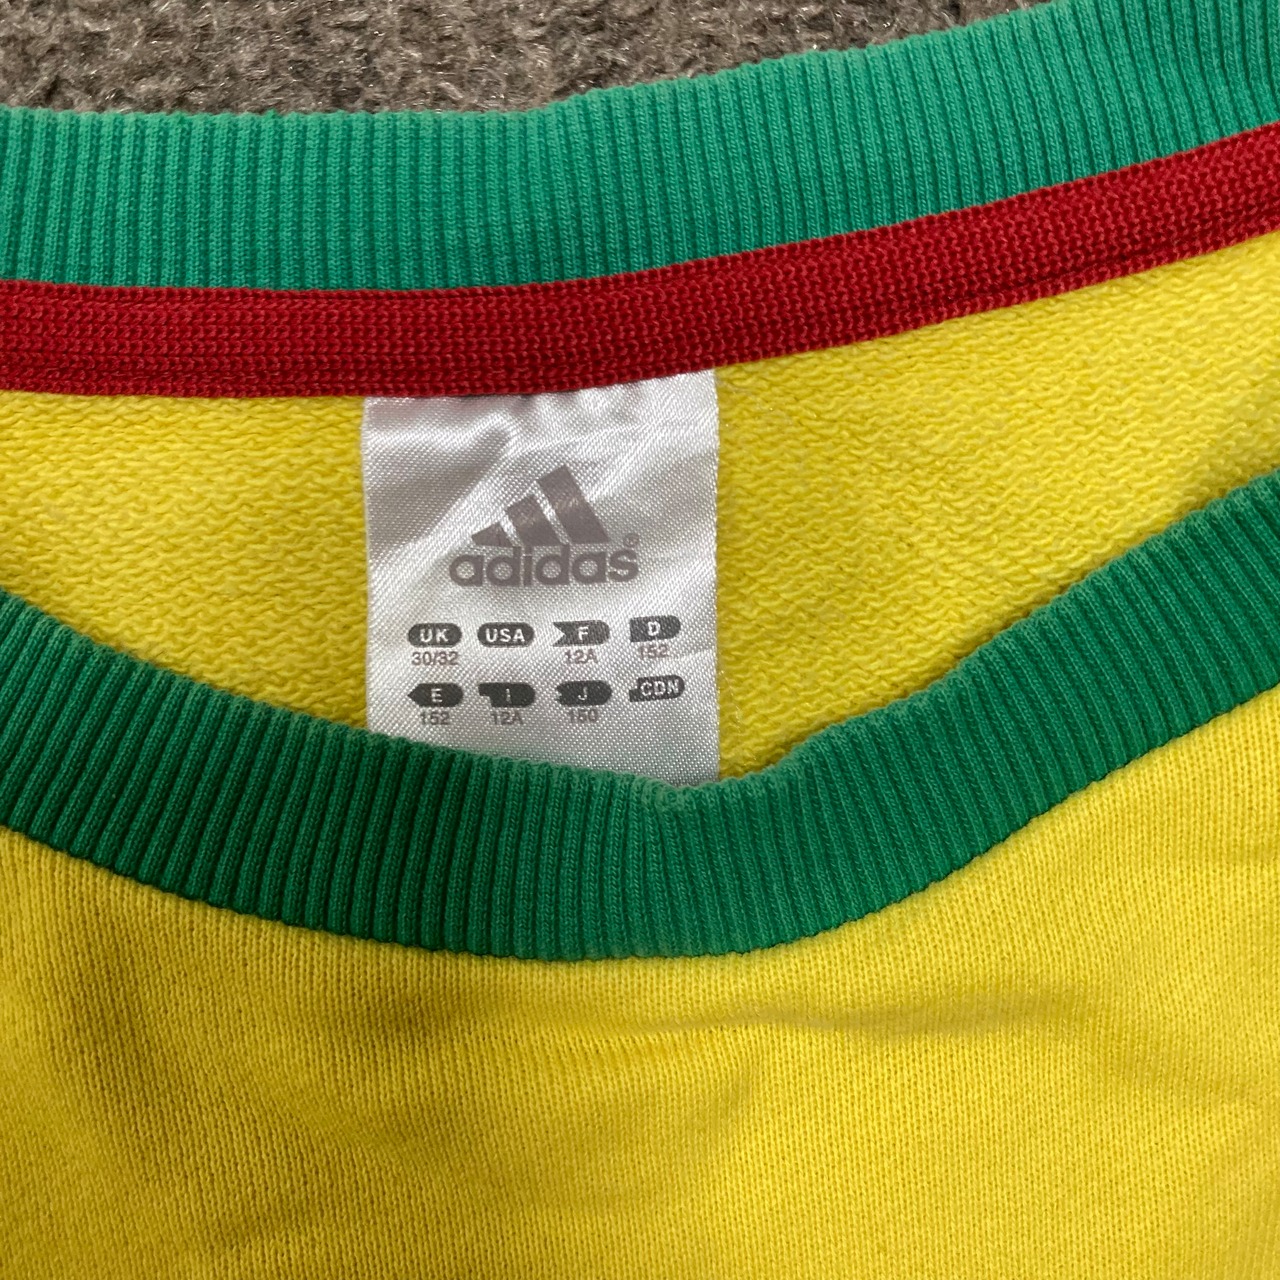 adidas®
UK USA F D
30/32 12A 152
E I J CDN
152 12A 150